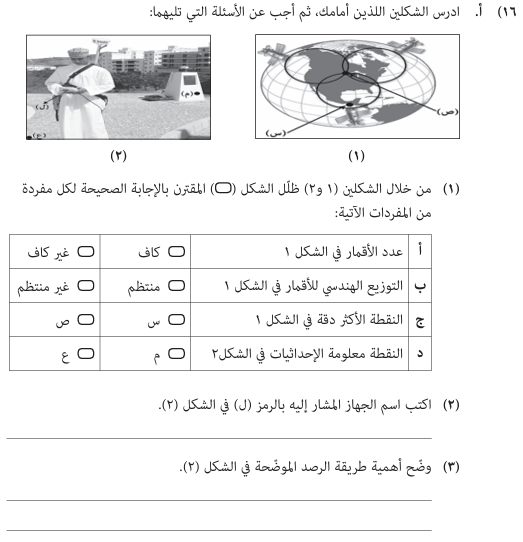 ١٦) أ. ادرس الشكلين اللذين أمامك، ثم أجب عن الأسئلة التي تليهما:
(ص)
(س)
(١)
(م)
(ل)
(ع)
(٢)
(١) من خلال الشكلين (١ و٢) ظلّل الشكل () المقترن بالإجابة الصحيحة لكل مفردة
من المفردات الآتية:
أ عدد الأقمار في الشكل ١ كاف غير كاف
ب التوزيع الهندسي للأقمار في الشكل ١ منتظم غير منتظم
ج النقطة الأكثر دقة في الشكل ١ س ص
د النقطة معلومة الإحداثيات في الشكل٢ م ع
(٢) اكتب اسم الجهاز المشار إليه بالرمز (ل) في الشكل (٢).
(٣) وضّح أهمية طريقة الرصد الموضّحة في الشكل (٢).